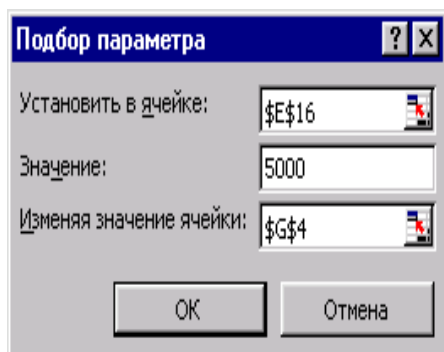 Подбор параметра ? X
Установить в ячейке: $E$16
Значение: 5000
Изменяя значение ячейки: $G$4
ОК Отмена